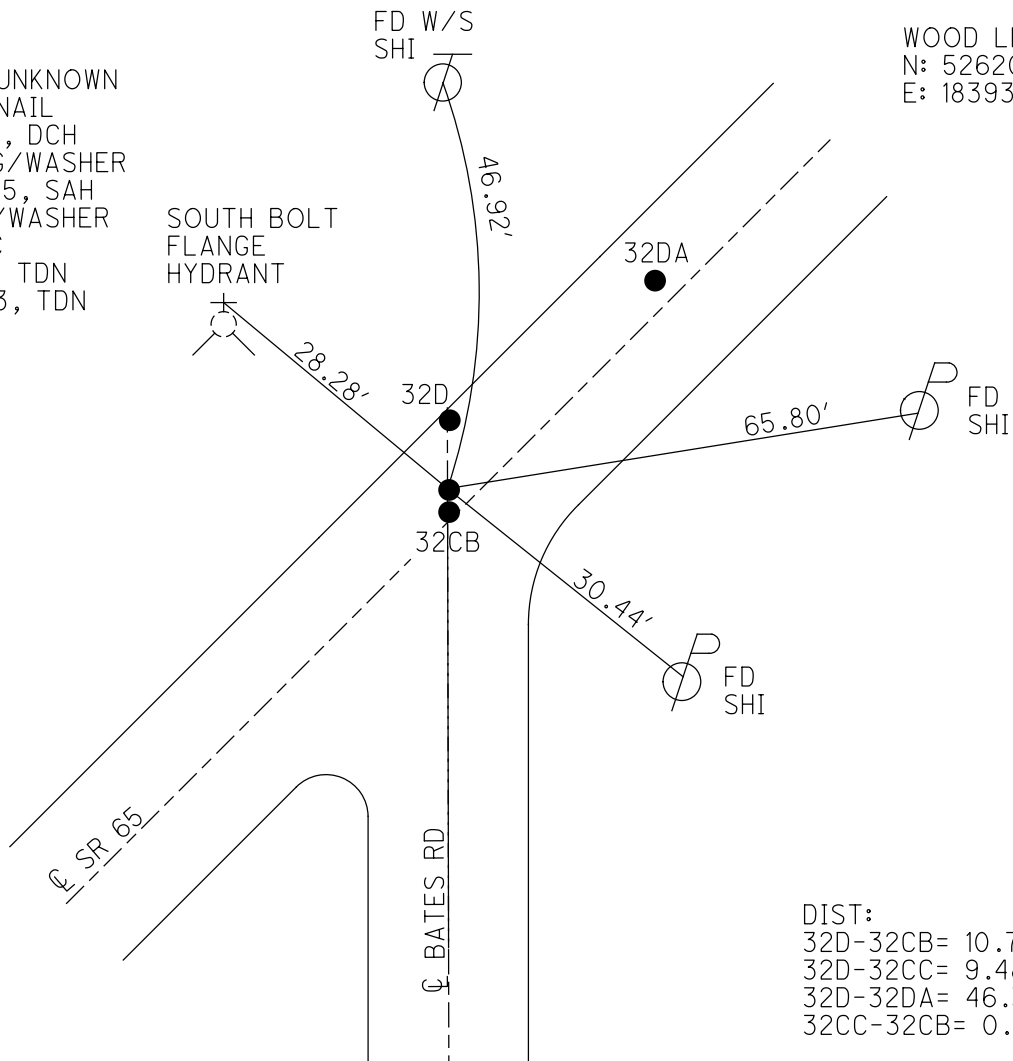 FD W/S
SHI
WOOD
N: 5262
E: 18393
UNKNOWN
NAIL
, DCH
/WASHER
5, SAH
/WASHER
TDN
3, TDN
SOUTH BOLT
FLANGE
HYDRANT
46.92'
32DA
28.28'
32D
65.80'
FD
SHI
32CB
30.44'
FD
SHI
℄ SR 65
℄ BATES RD
DIST:
32D-32CB= 10.7
32D-32CC= 9.4
32D-32DA= 46.
32CC-32CB= 0.